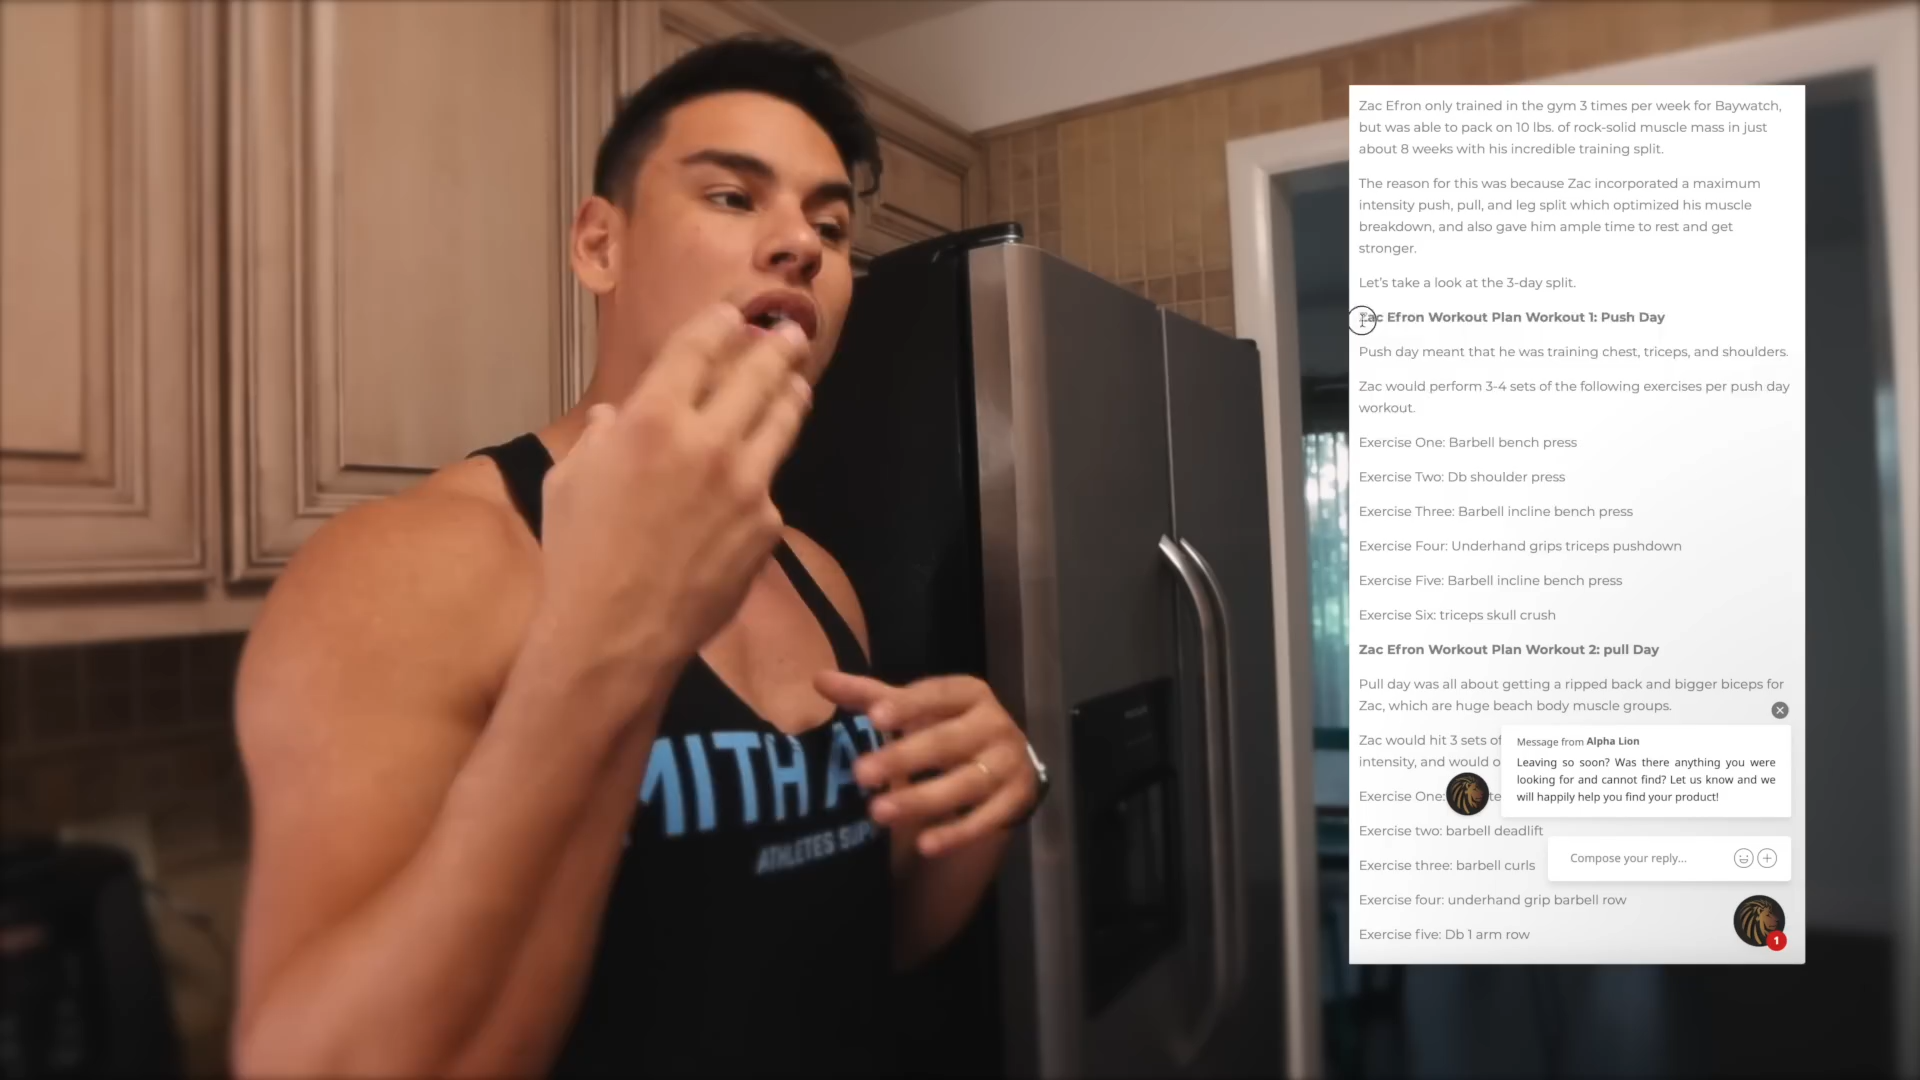 Zac Efron only trained in the gym 3 times per week for Baywatch,
but was able to pack on 10 lbs. of rock-solid muscle mass in just
about 8 weeks with his incredible training split.
The reason for this was because Zac incorporated a maximum
intensity push, pull, and leg split which optimized his muscle
breakdown, and also gave him ample time to rest and get
stronger.
Let's take a look at the 3-day split.
Zac Efron Workout Plan Workout 1: Push Day
Push day meant that he was training chest, triceps, and shoulders.
Zac would perform 3-4 sets of the following exercises per push day
workout.
Exercise One: Barbell bench press
Exercise Two: Db shoulder press
Exercise Three: Barbell incline bench press
Exercise Four: Underhand grips triceps pushdown
Exercise Five: Barbell incline bench press
Exercise Six: triceps skull crush
Zac Efron Workout Plan Workout 2: pull Day
Pull day was all about getting a ripped back and bigger biceps for
Zac, which are huge beach body muscle groups.
Zac would hit 3 sets of
intensity, and would
Exercise One:
Exercise two: barbell deadlift
Exercise three: barbell curls
Exercise four: underhand grip barbell row
Exercise five: Db 1 arm row
Message from Alpha Lion
Leaving so soon? Was there anything you were
looking for and cannot find? Let us know and we
will happily help you find your product!
Compose your reply...
1
MITH AT
ATHLETES SUPP